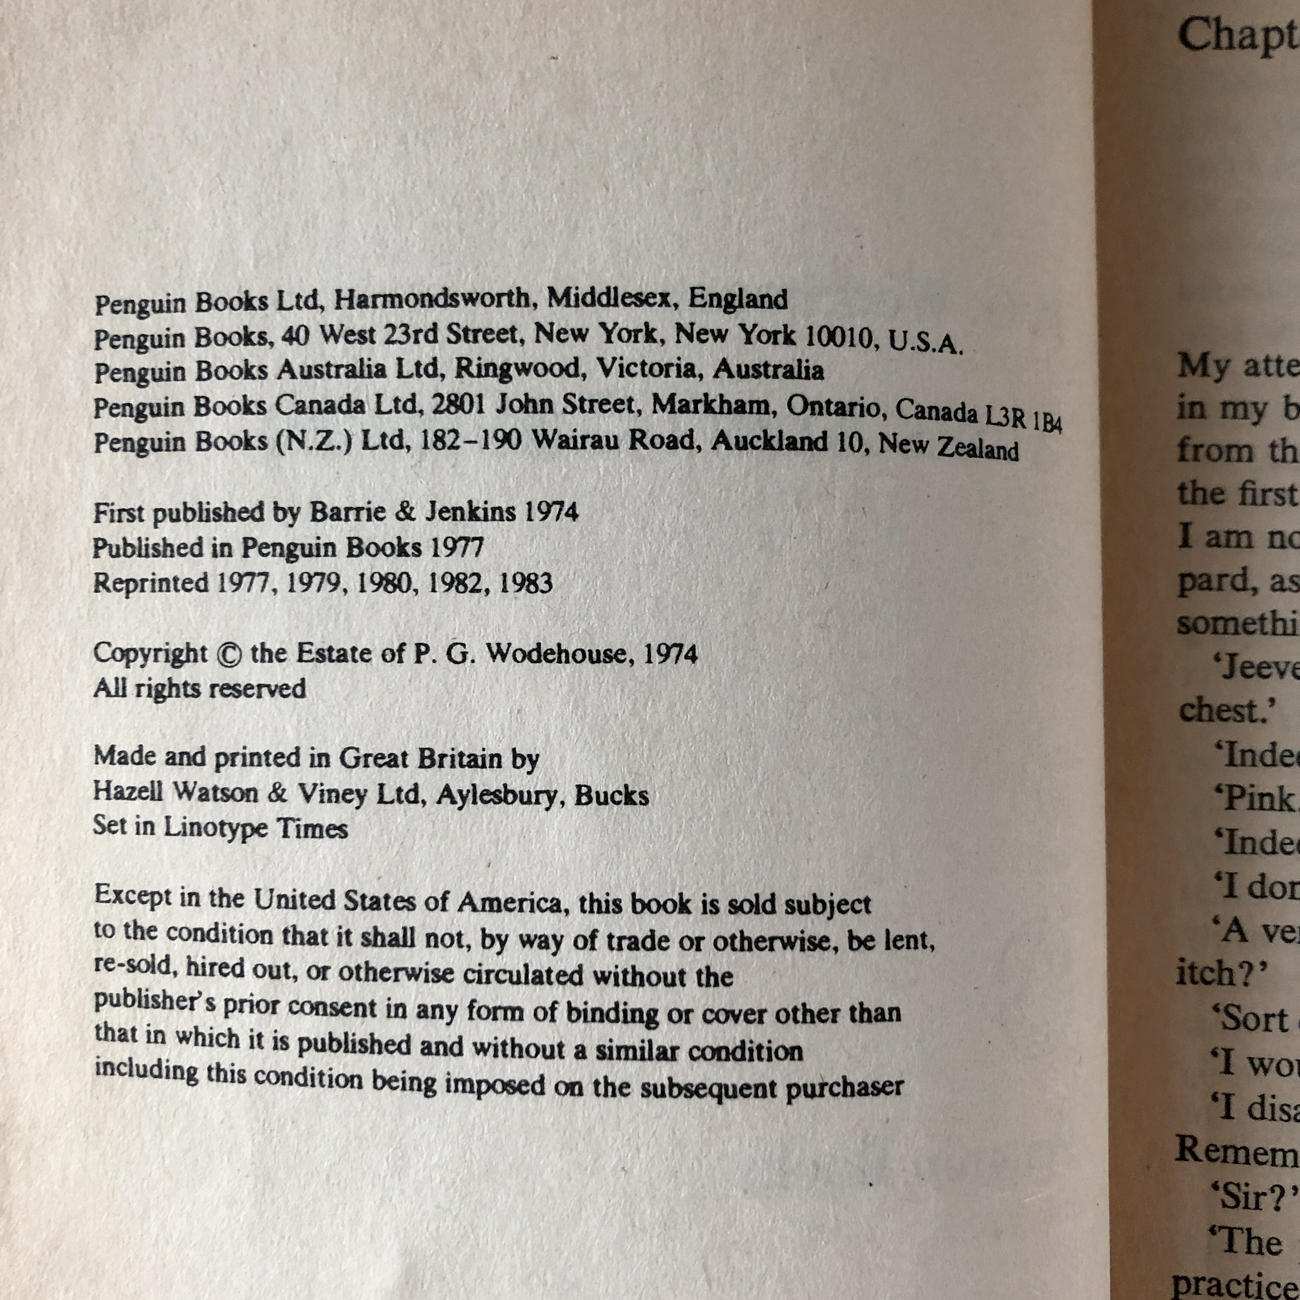 Penguin Books Ltd, Harmondsworth, Middlesex, England
Penguin Books, 40 West 23rd Street, New York, New York 10010, U.S.A.
Penguin Books Australia Ltd, Ringwood, Victoria, Australia
Penguin Books Canada Ltd, 2801 John Street, Markham, Ontario, Canada L3R 1B4
Penguin Books (N.Z.) Ltd, 182–190 Wairau Road, Auckland 10, New Zealand
First published by Barrie & Jenkins 1974
Published in Penguin Books 1977
Reprinted 1977, 1979, 1980, 1982, 1983
Copyright © the Estate of P. G. Wodehouse, 1974
All rights reserved
Made and printed in Great Britain by
Hazell Watson & Viney Ltd, Aylesbury, Bucks
Set in Linotype Times
Except in the United States of America, this book is sold subject
to the condition that it shall not, by way of trade or otherwise, be lent,
re-sold, hired out, or otherwise circulated without the
publisher's prior consent in any form of binding or cover other than
that in which it is published and without a similar condition
including this condition being imposed on the subsequent purchaser
Chapt
My atte
in my b
from th
the first
I am no
pard, as
somethi
‘Jeeve
chest.’
‘Indee
‘Pink.
‘Indee
‘I don
‘A ver
itch?’
‘Sort
‘I wou
‘I disa
Remem
‘Sir?’
‘The
practice